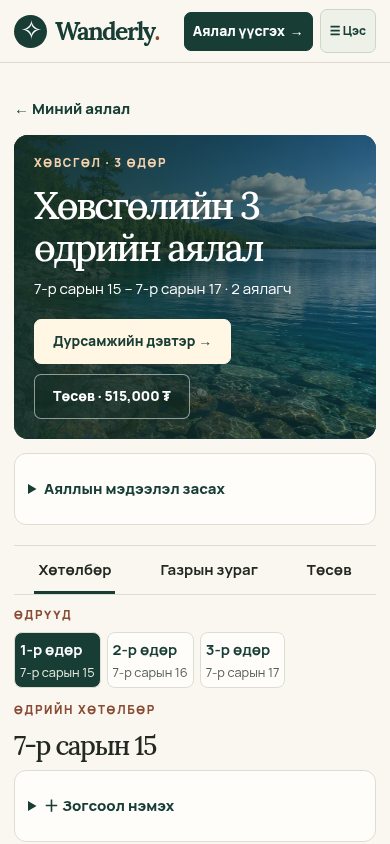 Wanderly.
Аялал үүсгэх →
☰ Цэс
← Миний аялал
ХӨВСГӨЛ · 3 ӨДӨР
Хөвсгөлийн 3
өдрийн аялал
7-р сарын 15 – 7-р сарын 17 · 2 аялагч
Дурсамжийн дэвтэр →
Төсөв · 515,000 ₮
▶ Аяллын мэдээлэл засах
Хөтөлбөр Газрын зураг Төсөв
ӨДРҮҮД
1-р өдөр 2-р өдөр 3-р өдөр
7-р сарын 15 7-р сарын 16 7-р сарын 17
ӨДРИЙН ХӨТӨЛБӨР
7-р сарын 15
▶ + Зогсоол нэмэх